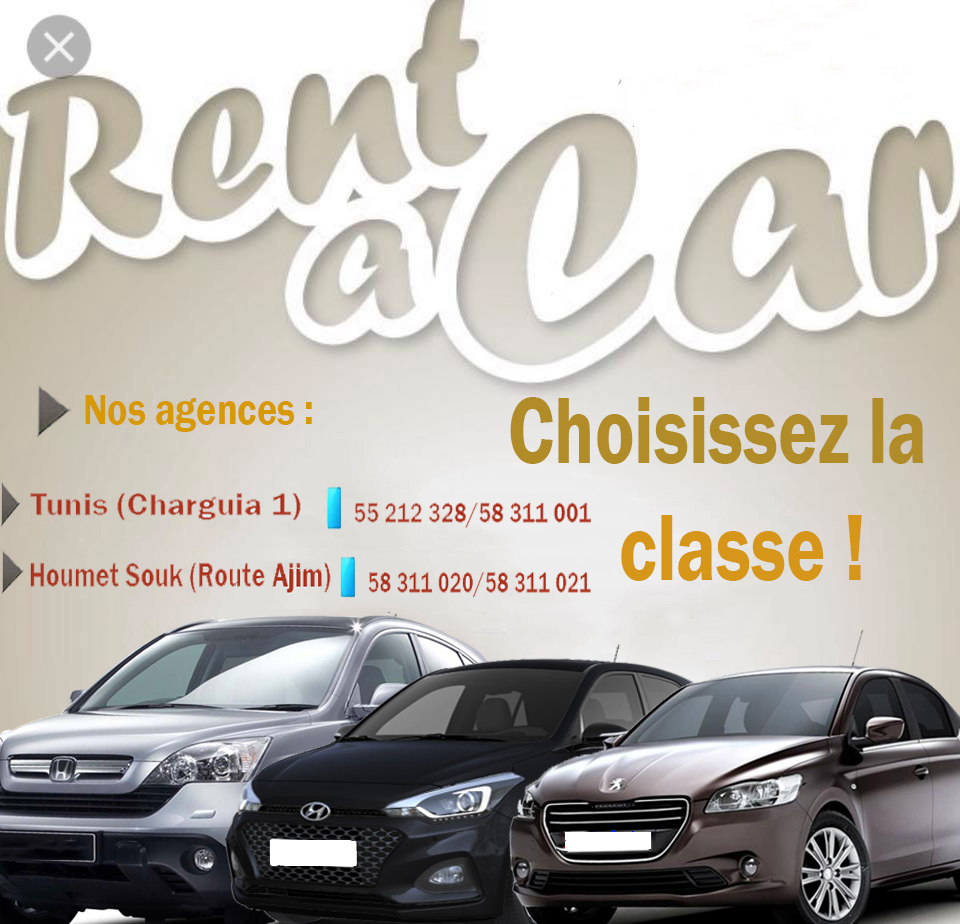 Rent
a Car
Nos agences :
Choisissez la
classe !
Tunis (Charguia 1) 55 212 328/58 311 001
Houmet Souk (Route Ajim) 58 311 020/58 311 021